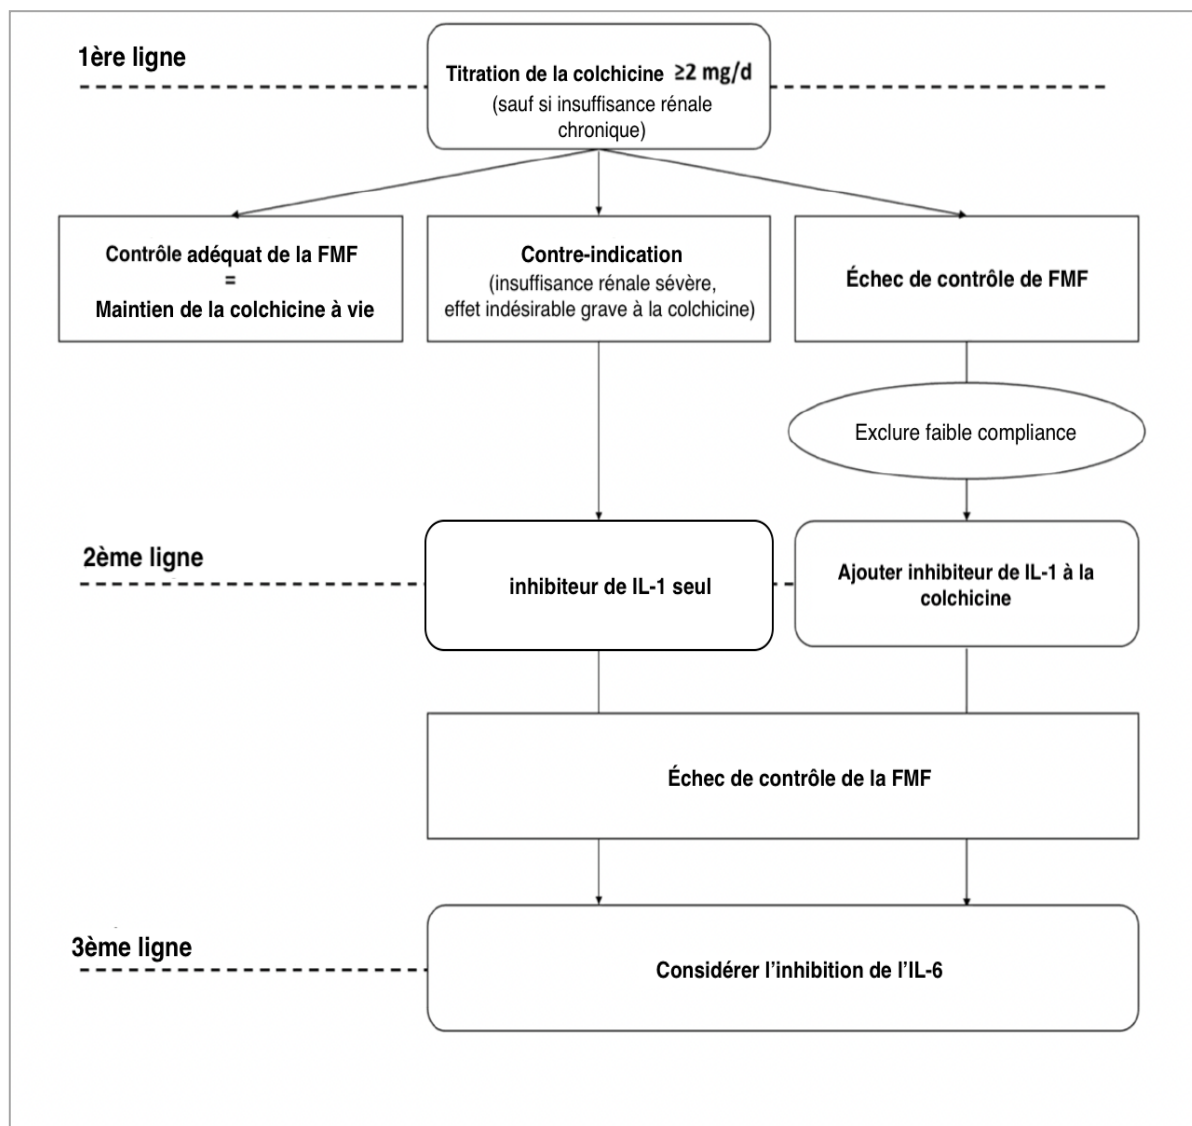 1ère ligne
Titration de la colchicine ≥2 mg/d
(sauf si insuffisance rénale
chronique)
Contrôle adéquat de la FMF
=
Maintien de la colchicine à vie
Contre-indication
(insuffisance rénale sévère,
effet indésirable grave à la colchicine)
Échec de contrôle de FMF
Exclure faible compliance
2ème ligne
inhibiteur de IL-1 seul
Ajouter inhibiteur de IL-1 à la
colchicine
Échec de contrôle de la FMF
3ème ligne
Considérer l'inhibition de l'IL-6